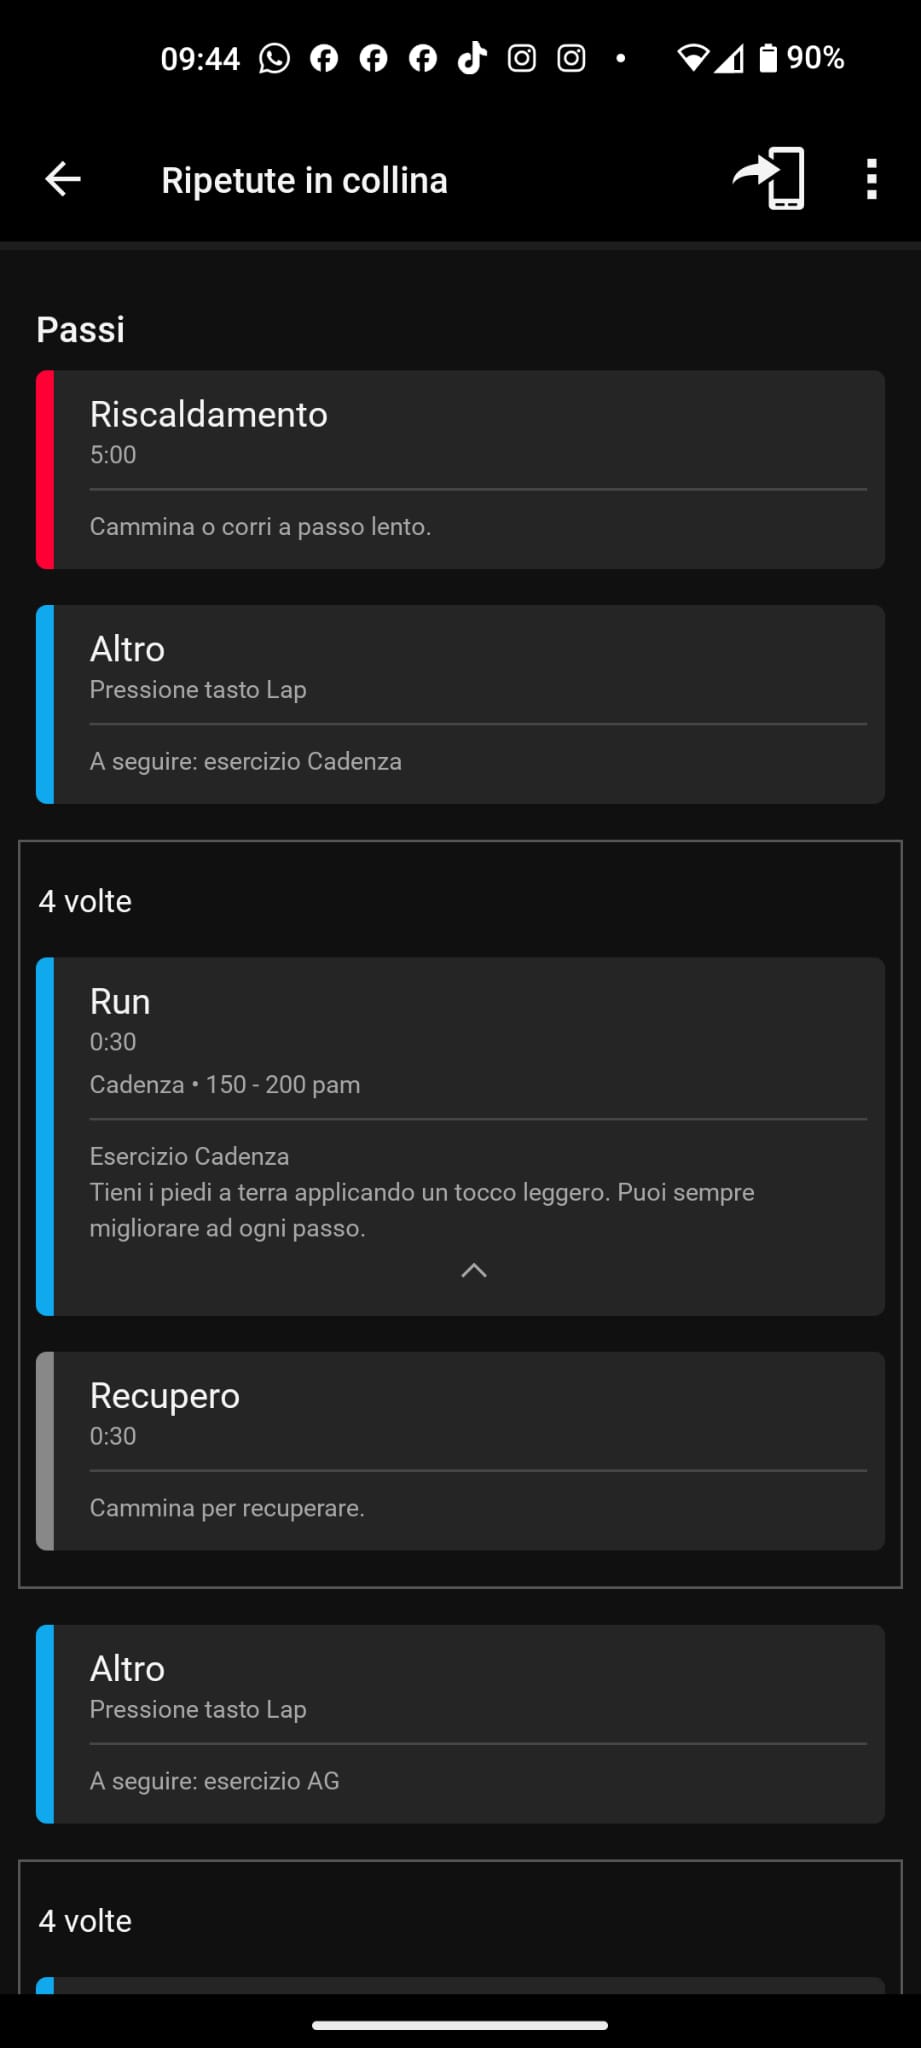 09:44
90%
Ripetute in collina
Passi
Riscaldamento
5:00
Cammina o corri a passo lento.
Altro
Pressione tasto Lap
A seguire: esercizio Cadenza
4 volte
Run
0:30
Cadenza • 150 - 200 pam
Esercizio Cadenza
Tieni i piedi a terra applicando un tocco leggero. Puoi sempre
migliorare ad ogni passo.
Recupero
0:30
Cammina per recuperare.
Altro
Pressione tasto Lap
A seguire: esercizio AG
4 volte